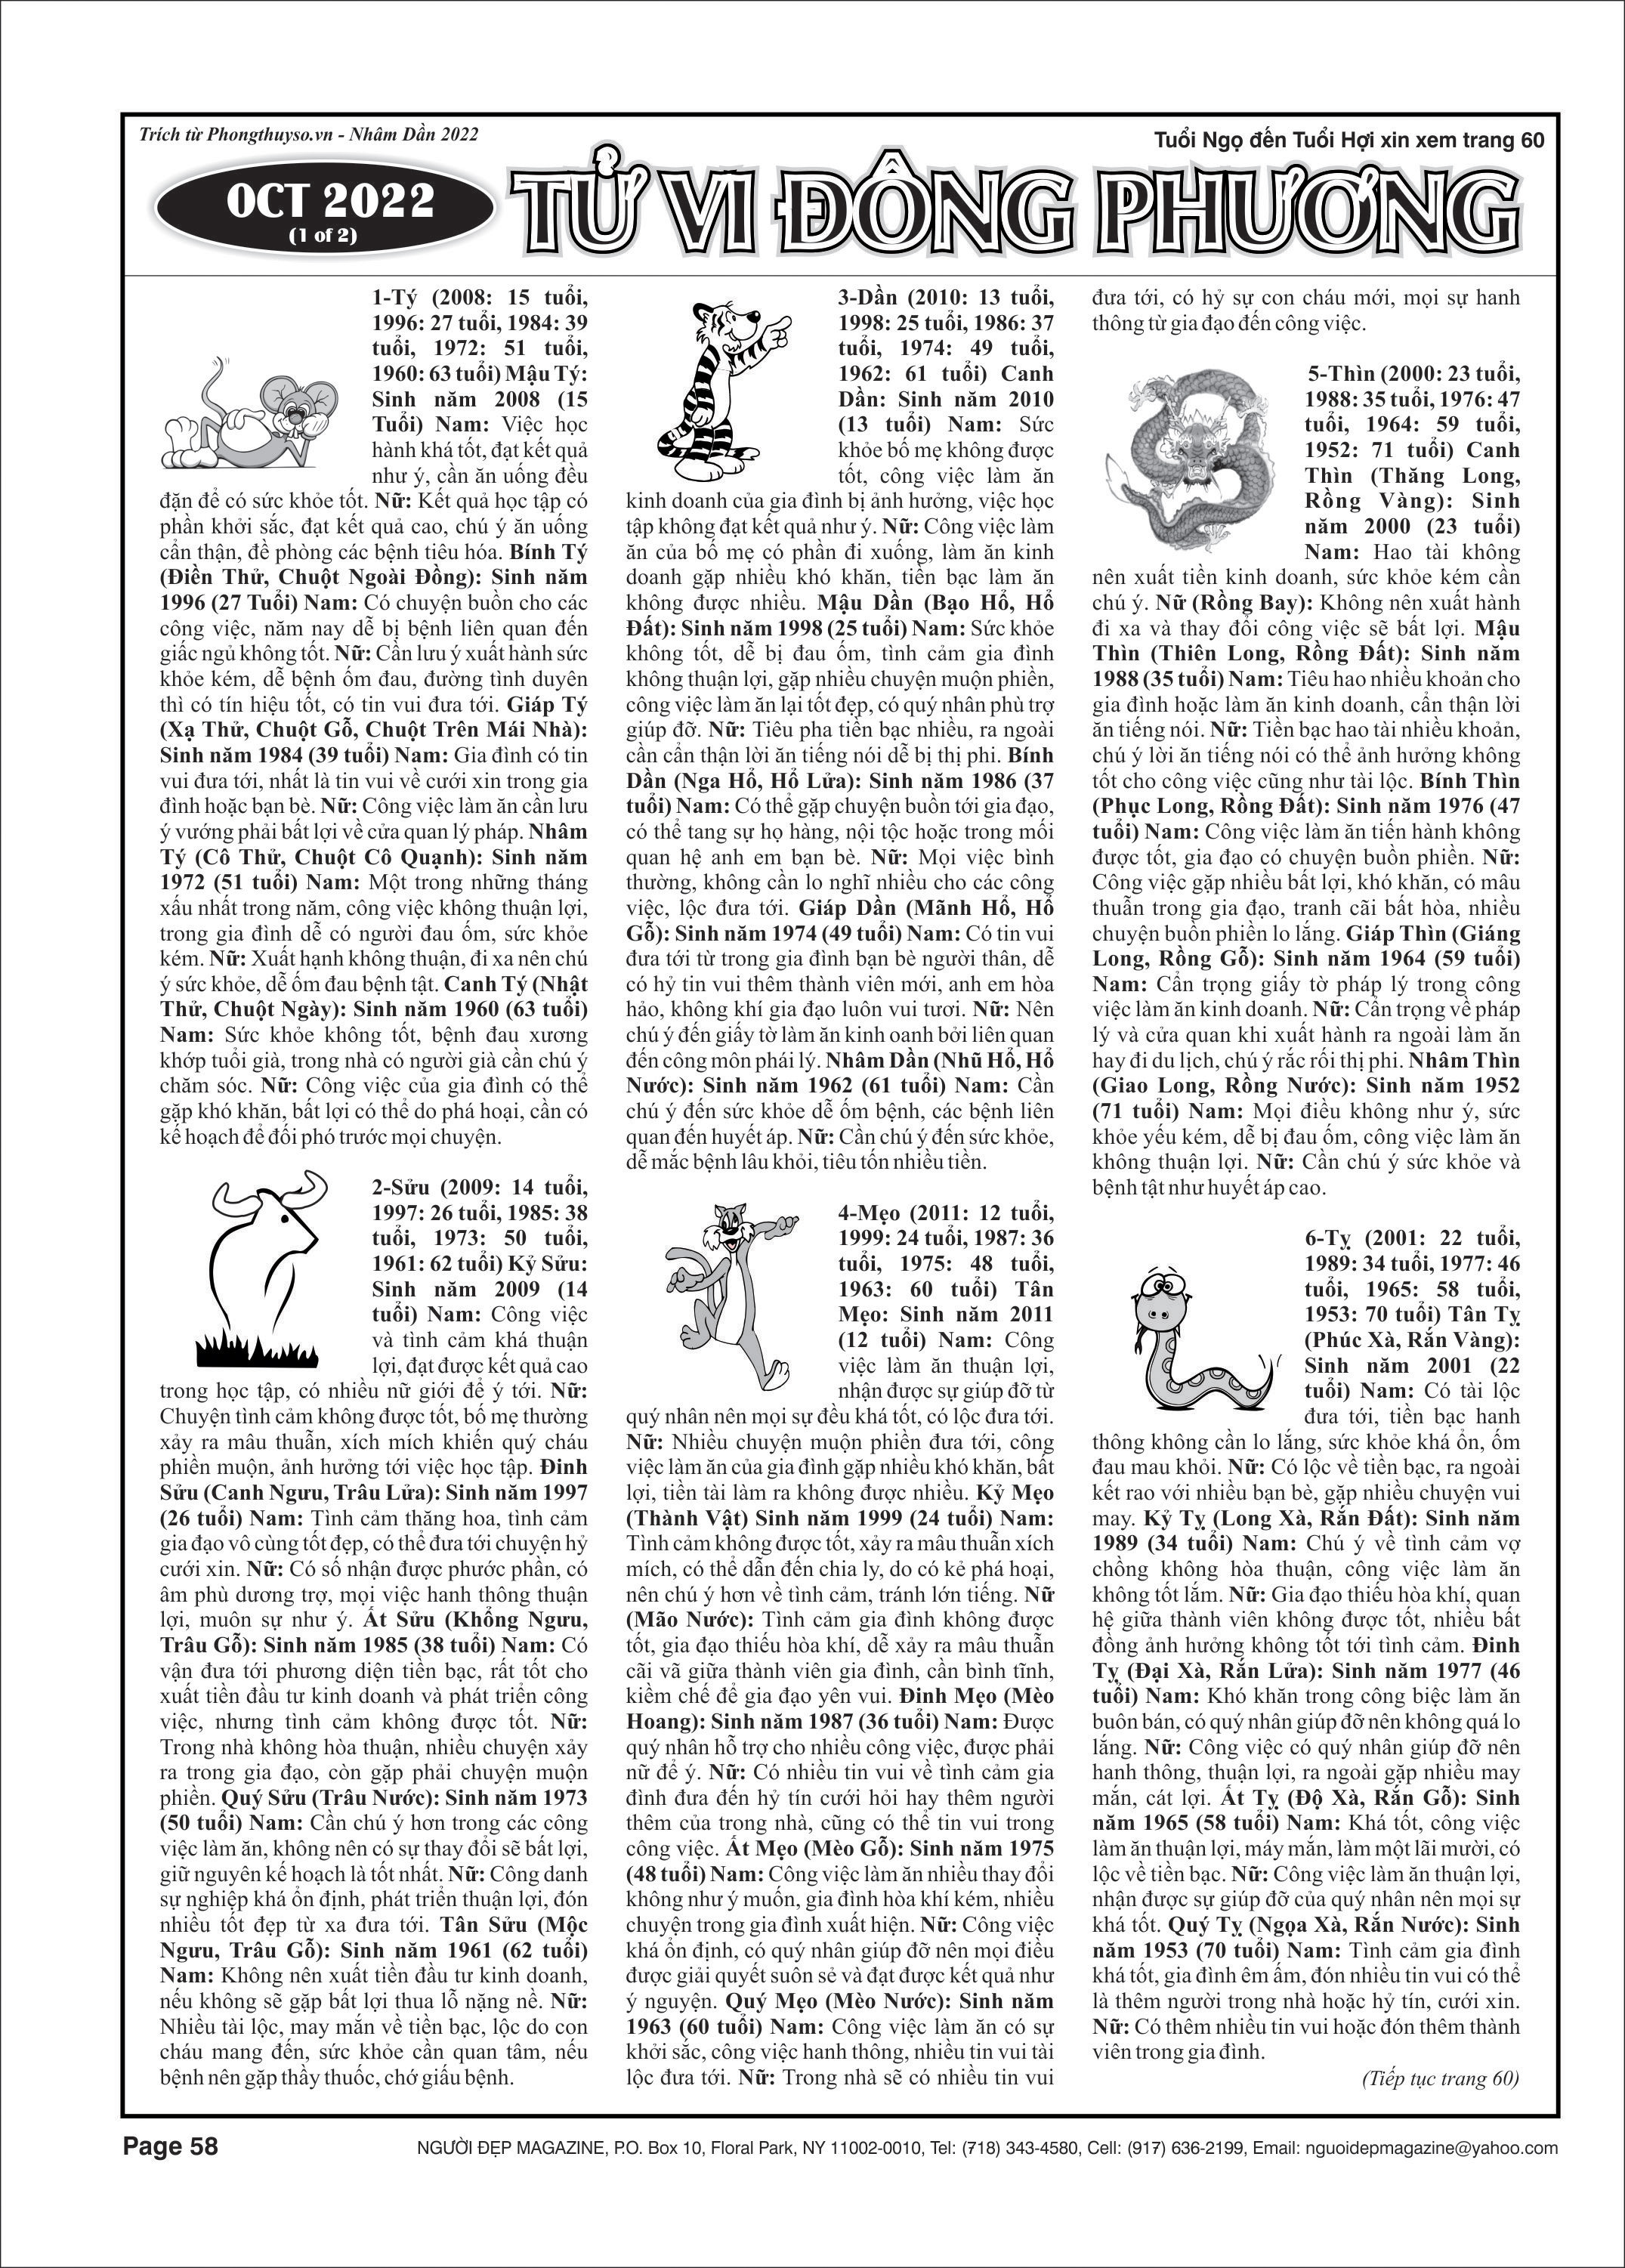 Trích từ Phongthuyso.vn - Nhâm Dần 2022
Tuổi Ngọ đến Tuổi Hợi xin xem trang 60
OCT 2022
(1 of 2)
TỬ VI ĐÔNG PHƯƠNG
1-Tý (2008: 15 tuổi,
1996: 27 tuổi, 1984: 39
tuổi, 1972: 51 tuổi,
1960: 63 tuổi) Mậu Tý:
Sinh năm 2008 (15
Tuổi) Nam: Việc học
hành khá tốt, đạt kết quả
như ý, cần ăn uống đều
đặn để có sức khỏe tốt. Nữ: Kết quả học tập có
phần khởi sắc, đạt kết quả cao, chú ý ăn uống
cẩn thận, đề phòng các bệnh tiêu hóa. Bính Tý
(Điền Thử, Chuột Ngoài Đồng): Sinh năm
1996 (27 Tuổi) Nam: Có chuyện buồn cho các
công việc, năm nay dễ bị bệnh liên quan đến
giấc ngủ không tốt. Nữ: Cần lưu ý xuất hành sức
khỏe kém, dễ bệnh ốm đau, đường tình duyên
thì có tín hiệu tốt, có tin vui đưa tới. Giáp Tý
(Xạ Thử, Chuột Gỗ, Chuột Trên Mái Nhà):
Sinh năm 1984 (39 tuổi) Nam: Gia đình có tin
vui đưa tới, nhất là tin vui về cưới xin trong gia
đình hoặc bạn bè. Nữ: Công việc làm ăn cần lưu
ý vướng phải bất lợi về cửa quan lý pháp. Nhâm
Tý (Cô Thử, Chuột Cô Quạnh): Sinh năm
1972 (51 tuổi) Nam: Một trong những tháng
xấu nhất trong năm, công việc không thuận lợi,
trong gia đình dễ có người đau ốm, sức khỏe
kém. Nữ: Xuất hạnh không thuận, đi xa nên chú
ý sức khỏe, dễ ốm đau bệnh tật. Canh Tý (Nhật
Thử, Chuột Ngày): Sinh năm 1960 (63 tuổi)
Nam: Sức khỏe không tốt, bệnh đau xương
khớp tuổi già, trong nhà có người già cần chú ý
chăm sóc. Nữ: Công việc của gia đình có thể
gặp khó khăn, bất lợi có thể do phá hoại, cần có
kế hoạch để đối phó trước mọi chuyện.
2-Sửu (2009: 14 tuổi,
1997: 26 tuổi, 1985: 38
tuổi, 1973: 50 tuổi,
1961: 62 tuổi) Kỷ Sửu:
Sinh năm 2009 (14
tuổi) Nam: Công việc
và tình cảm khá thuận
lợi, đạt được kết quả cao
trong học tập, có nhiều nữ giới để ý tới. Nữ:
Chuyện tình cảm không được tốt, bố mẹ thường
xảy ra mâu thuẫn, xích mích khiến quý cháu
phiền muộn, ảnh hưởng tới việc học tập. Đinh
Sửu (Canh Ngưu, Trâu Lửa): Sinh năm 1997
(26 tuổi) Nam: Tình cảm thăng hoa, tình cảm
gia đạo vô cùng tốt đẹp, có thể đưa tới chuyện hỷ
cưới xin. Nữ: Có số nhận được phước phần, có
âm phù dương trợ, mọi việc hanh thông thuận
lợi, muôn sự như ý. Ất Sửu (Khổng Ngưu,
Trâu Gỗ): Sinh năm 1985 (38 tuổi) Nam: Có
vận đưa tới phương diện tiền bạc, rất tốt cho
xuất tiền đầu tư kinh doanh và phát triển công
việc, nhưng tình cảm không được tốt. Nữ:
Trong nhà không hòa thuận, nhiều chuyện xảy
ra trong gia đạo, còn gặp phải chuyện muộn
phiền. Quý Sửu (Trâu Nước): Sinh năm 1973
(50 tuổi) Nam: Cần chú ý hơn trong các công
việc làm ăn, không nên có sự thay đổi sẽ bất lợi,
giữ nguyên kế hoạch là tốt nhất. Nữ: Công danh
sự nghiệp khá ổn định, phát triển thuận lợi, đón
nhiều tốt đẹp từ xa đưa tới. Tân Sửu (Mộc
Ngưu, Trâu Gỗ): Sinh năm 1961 (62 tuổi)
Nam: Không nên xuất tiền đầu tư kinh doanh,
nếu không sẽ gặp bất lợi thua lỗ nặng nề. Nữ:
Nhiều tài lộc, may mắn về tiền bạc, lộc do con
cháu mang đến, sức khỏe cần quan tâm, nếu
bệnh nên gặp thầy thuốc, chớ giấu bệnh.
3-Dần (2010: 13 tuổi,
1998: 25 tuổi, 1986: 37
tuổi, 1974: 49 tuổi,
1962: 61 tuổi) Canh
Dần: Sinh năm 2010
(13 tuổi) Nam: Sức
khỏe bố mẹ không được
tốt, công việc làm ăn
kinh doanh của gia đình bị ảnh hưởng, việc học
tập không đạt kết quả như ý. Nữ: Công việc làm
ăn của bố mẹ có phần đi xuống, làm ăn kinh
doanh gặp nhiều khó khăn, tiền bạc làm ăn
không được nhiều. Mậu Dần (Bạo Hổ, Hổ
Đất): Sinh năm 1998 (25 tuổi) Nam: Sức khỏe
không tốt, dễ bị đau ốm, tình cảm gia đình
không thuận lợi, gặp nhiều chuyện muộn phiền,
công việc làm ăn lại tốt đẹp, có quý nhân phù trợ
giúp đỡ. Nữ: Tiêu pha tiền bạc nhiều, ra ngoài
cần cẩn thận lời ăn tiếng nói dễ bị thị phi. Bính
Dần (Nga Hổ, Hổ Lửa): Sinh năm 1986 (37
tuổi) Nam: Có thể gặp chuyện buồn tới gia đạo,
có thể tang sự họ hàng, nội tộc hoặc trong mối
quan hệ anh em bạn bè. Nữ: Mọi việc bình
thường, không cần lo nghĩ nhiều cho các công
việc, lộc đưa tới. Giáp Dần (Mãnh Hổ, Hổ
Gỗ): Sinh năm 1974 (49 tuổi) Nam: Có tin vui
đưa tới từ trong gia đình bạn bè người thân, dễ
có hỷ tin vui thêm thành viên mới, anh em hòa
hảo, không khí gia đạo luôn vui tươi. Nữ: Nên
chú ý đến giấy tờ làm ăn kinh oanh bởi liên quan
đến công môn phái lý. Nhâm Dần (Nhũ Hổ, Hổ
Nước): Sinh năm 1962 (61 tuổi) Nam: Cần
chú ý đến sức khỏe dễ ốm bệnh, các bệnh liên
quan đến huyết áp. Nữ: Cần chú ý đến sức khỏe,
dễ mắc bệnh lâu khỏi, tiêu tốn nhiều tiền.
4-Mẹo (2011: 12 tuổi,
1999: 24 tuổi, 1987: 36
tuổi, 1975: 48 tuổi,
1963: 60 tuổi) Tân
Mẹo: Sinh năm 2011
(12 tuổi) Nam: Công
việc làm ăn thuận lợi,
nhận được sự giúp đỡ từ
quý nhân nên mọi sự đều khá tốt, có lộc đưa tới.
Nữ: Nhiều chuyện muộn phiền đưa tới, công
việc làm ăn của gia đình gặp nhiều khó khăn, bất
lợi, tiền tài làm ra không được nhiều. Kỷ Mẹo
(Thành Vật) Sinh năm 1999 (24 tuổi) Nam:
Tình cảm không được tốt, xảy ra mâu thuẫn xích
mích, có thể dẫn đến chia ly, do có kẻ phá hoại,
nên chú ý hơn về tình cảm, tránh lớn tiếng. Nữ
(Mão Nước): Tình cảm gia đình không được
tốt, gia đạo thiếu hòa khí, dễ xảy ra mâu thuẫn
cãi vã giữa thành viên gia đình, cần bình tĩnh,
kiềm chế để gia đạo yên vui. Đinh Mẹo (Mèo
Hoang): Sinh năm 1987 (36 tuổi) Nam: Được
quý nhân hỗ trợ cho nhiều công việc, được phải
nữ để ý. Nữ: Có nhiều tin vui về tình cảm gia
đình đưa đến hỷ tín cưới hỏi hay thêm người
thêm của trong nhà, cũng có thể tin vui trong
công việc. Ất Mẹo (Mèo Gỗ): Sinh năm 1975
(48 tuổi) Nam: Công việc làm ăn nhiều thay đổi
không như ý muốn, gia đình hòa khí kém, nhiều
chuyện trong gia đình xuất hiện. Nữ: Công việc
khá ổn định, có quý nhân giúp đỡ nên mọi điều
được giải quyết suôn sẻ và đạt được kết quả như
ý nguyện. Quý Mẹo (Mèo Nước): Sinh năm
1963 (60 tuổi) Nam: Công việc làm ăn có sự
khởi sắc, công việc hanh thông, nhiều tin vui tài
lộc đưa tới. Nữ: Trong nhà sẽ có nhiều tin vui
đưa tới, có hỷ sự con cháu mới, mọi sự hanh
thông từ gia đạo đến công việc.
5-Thìn (2000: 23 tuổi,
1988: 35 tuổi, 1976: 47
tuổi, 1964: 59 tuổi,
1952: 71 tuổi) Canh
Thìn (Thăng Long,
Rồng Vàng): Sinh
năm 2000 (23 tuổi)
Nam: Hao tài không
nên xuất tiền kinh doanh, sức khỏe kém cần
chú ý. Nữ (Rồng Bay): Không nên xuất hành
đi xa và thay đổi công việc sẽ bất lợi. Mậu
Thìn (Thiên Long, Rồng Đất): Sinh năm
1988 (35 tuổi) Nam: Tiêu hao nhiều khoản cho
gia đình hoặc làm ăn kinh doanh, cẩn thận lời
ăn tiếng nói. Nữ: Tiền bạc hao tài nhiều khoản,
chú ý lời ăn tiếng nói có thể ảnh hưởng không
tốt cho công việc cũng như tài lộc. Bính Thìn
(Phục Long, Rồng Đất): Sinh năm 1976 (47
tuổi) Nam: Công việc làm ăn tiến hành không
được tốt, gia đạo có chuyện buồn phiền. Nữ:
Công việc gặp nhiều bất lợi, khó khăn, có mâu
thuẫn trong gia đạo, tranh cãi bất hòa, nhiều
chuyện buồn phiền lo lắng. Giáp Thìn (Giáng
Long, Rồng Gỗ): Sinh năm 1964 (59 tuổi)
Nam: Cẩn trọng giấy tờ pháp lý trong công
việc làm ăn kinh doanh. Nữ: Cẩn trọng về pháp
lý và cửa quan khi xuất hành ra ngoài làm ăn
hay đi du lịch, chú ý rắc rối thị phi. Nhâm Thìn
(Giao Long, Rồng Nước): Sinh năm 1952
(71 tuổi) Nam: Mọi điều không như ý, sức
khỏe yếu kém, dễ bị đau ốm, công việc làm ăn
không thuận lợi. Nữ: Cần chú ý sức khỏe và
bệnh tật như huyết áp cao.
6-Tỵ (2001: 22 tuổi,
1989: 34 tuổi, 1977: 46
tuổi, 1965: 58 tuổi,
1953: 70 tuổi) Tân Tỵ
(Phúc Xà, Rắn Vàng):
Sinh năm 2001 (22
tuổi) Nam: Có tài lộc
đưa tới, tiền bạc hanh
thông không cần lo lắng, sức khỏe khá ổn, ốm
đau mau khỏi. Nữ: Có lộc về tiền bạc, ra ngoài
kết rao với nhiều bạn bè, gặp nhiều chuyện vui
may. Kỷ Tỵ (Long Xà, Rắn Đất): Sinh năm
1989 (34 tuổi) Nam: Chú ý về tình cảm vợ
chồng không hòa thuận, công việc làm ăn
không tốt lắm. Nữ: Gia đạo thiếu hòa khí, quan
hệ giữa thành viên không được tốt, nhiều bất
đồng ảnh hưởng không tốt tới tình cảm. Đinh
Tỵ (Đại Xà, Rắn Lửa): Sinh năm 1977 (46
tuổi) Nam: Khó khăn trong công biệc làm ăn
buôn bán, có quý nhân giúp đỡ nên không quá lo
lắng. Nữ: Công việc có quý nhân giúp đỡ nên
hanh thông, thuận lợi, ra ngoài gặp nhiều may
mắn, cát lợi. Ất Tỵ (Độ Xà, Rắn Gỗ): Sinh
năm 1965 (58 tuổi) Nam: Khá tốt, công việc
làm ăn thuận lợi, máy mắn, làm một lãi mười, có
lộc về tiền bạc. Nữ: Công việc làm ăn thuận lợi,
nhận được sự giúp đỡ của quý nhân nên mọi sự
khá tốt. Quý Tỵ (Ngọa Xà, Rắn Nước): Sinh
năm 1953 (70 tuổi) Nam: Tình cảm gia đình
khá tốt, gia đình êm ấm, đón nhiều tin vui có thể
là thêm người trong nhà hoặc hỷ tín, cưới xin.
Nữ: Có thêm nhiều tin vui hoặc đón thêm thành
viên trong gia đình.
(Tiếp tục trang 60)
Page 58
NGƯỜI ĐẸP MAGAZINE, P.O. Box 10, Floral Park, NY 11002-0010, Tel: (718) 343-4580, Cell: (917) 636-2199, Email: nguoidepmagazine@yahoo.com